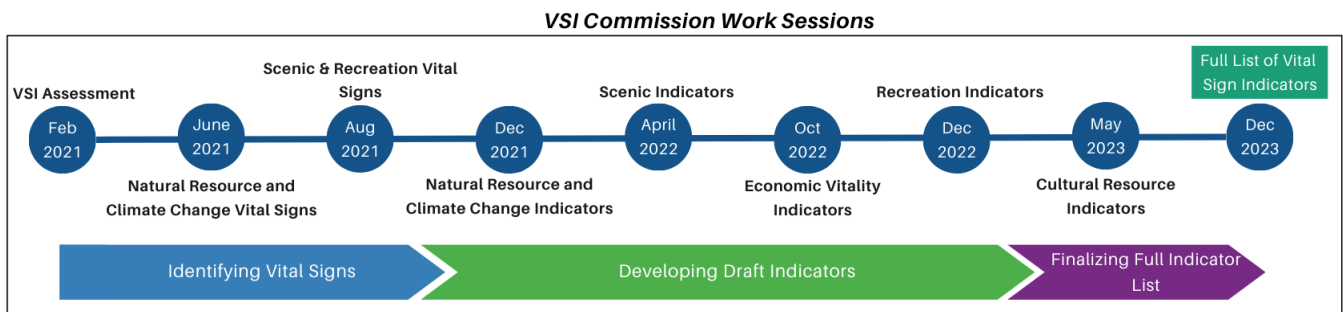 VSI Commission Work Sessions
VSI Assessment
Feb
2021
June
2021
Natural Resource and
Climate Change Vital Signs
Scenic & Recreation Vital
Signs
Aug
2021
Dec
2021
Natural Resource and
Climate Change Indicators
Scenic Indicators
April
2022
Oct
2022
Economic Vitality
Indicators
Recreation Indicators
Dec
2022
May
2023
Cultural Resource
Indicators
Full List of Vital
Sign Indicators
Dec
2023
Identifying Vital Signs
Developing Draft Indicators
Finalizing Full Indicator
List